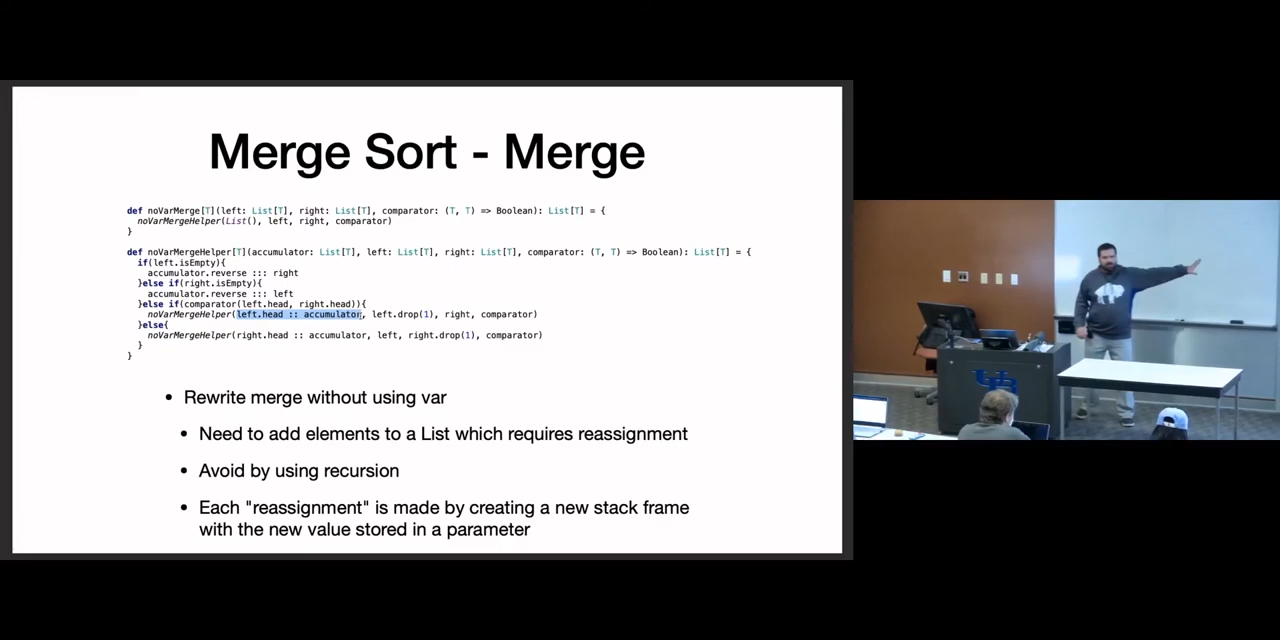 Merge Sort - Merge
def noVarMerge[T](left: List[T], right: List[T], comparator: (T, T) => Boolean): List[T] = {
noVarMergeHelper(List(), left, right, comparator)
}
def noVarMergeHelper[T](accumulator: List[T], left: List[T], right: List[T], comparator: (T, T) => Boolean): List[T] = {
if(left.isEmpty){
accumulator.reverse ::: right
}else if(right.isEmpty){
accumulator.reverse ::: left
}else if(comparator(left.head, right.head)){
noVarMergeHelper(left.head :: accumulator, left.drop(1), right, comparator)
}else{
noVarMergeHelper(right.head :: accumulator, left, right.drop(1), comparator)
}
}
• Rewrite merge without using var
• Need to add elements to a List which requires reassignment
• Avoid by using recursion
• Each "reassignment" is made by creating a new stack frame
with the new value stored in a parameter
UB